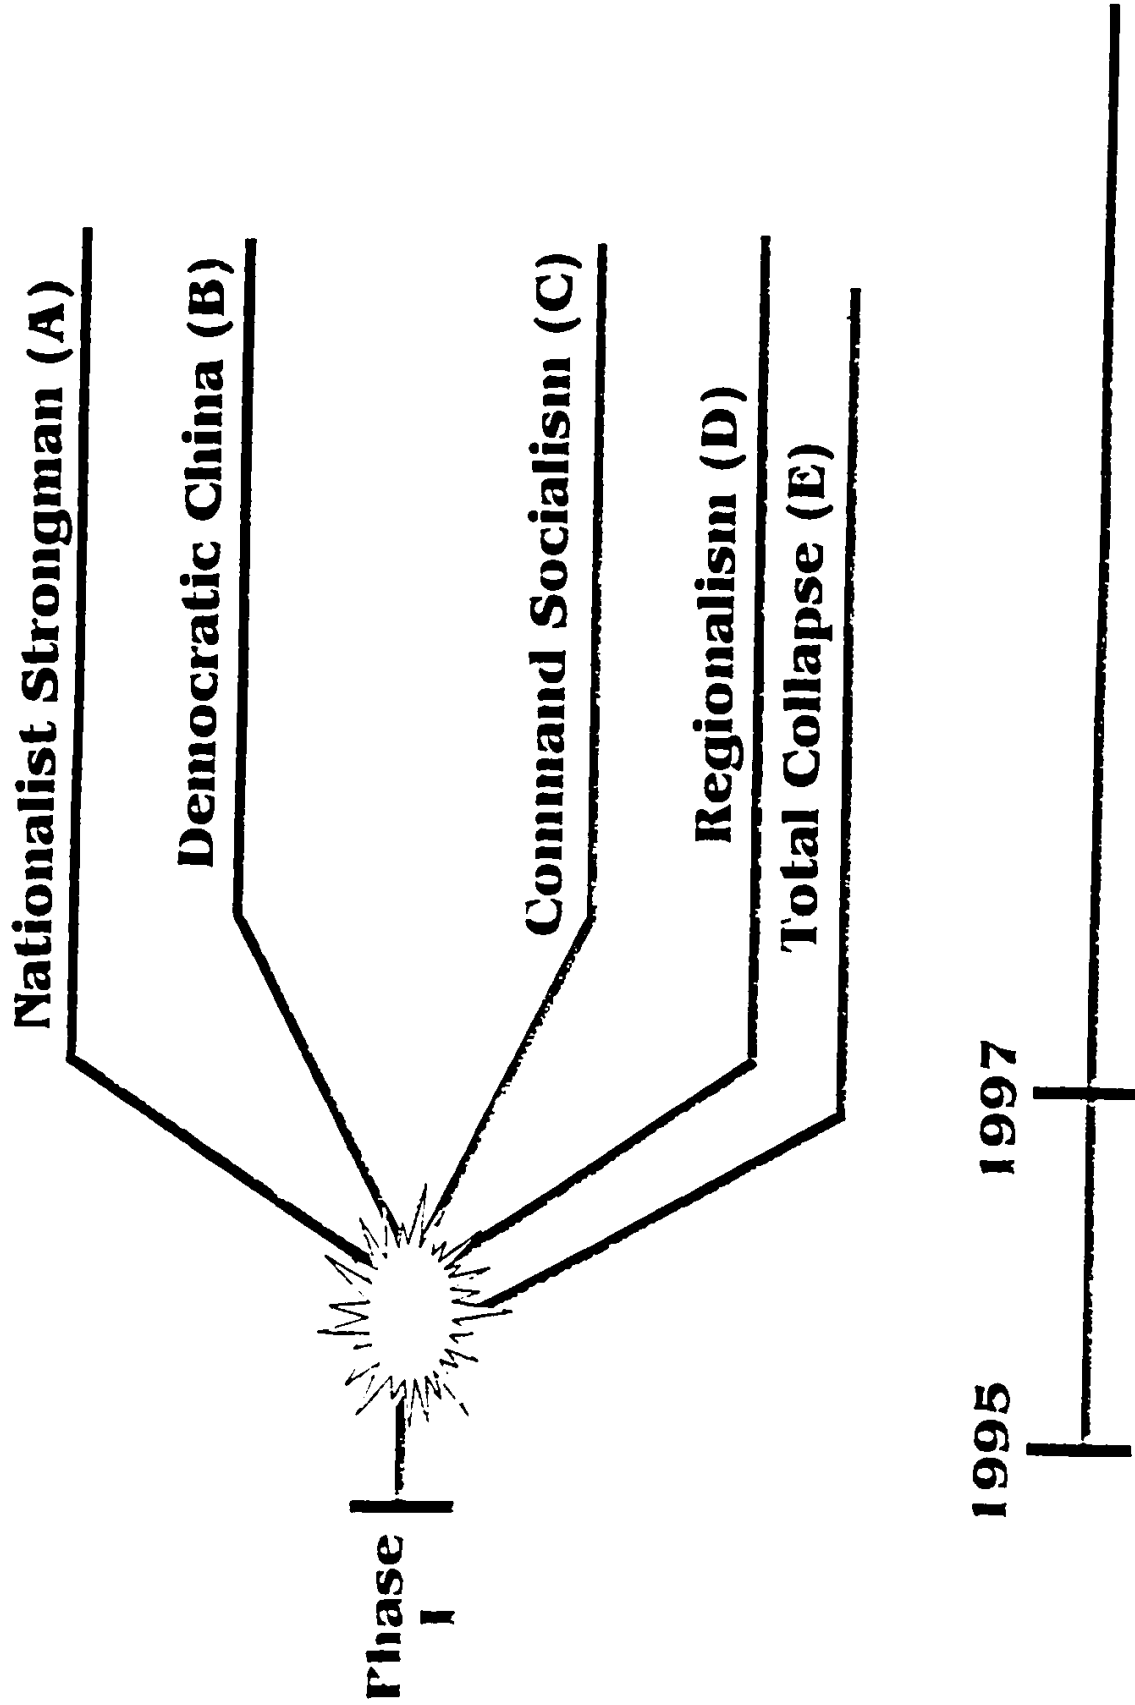 Nationalist Strongman (A)
Democratic China (B)
Phase
I
Command Socialism (C)
Regionalism (D)
Total Collapse (E)
1995
1997